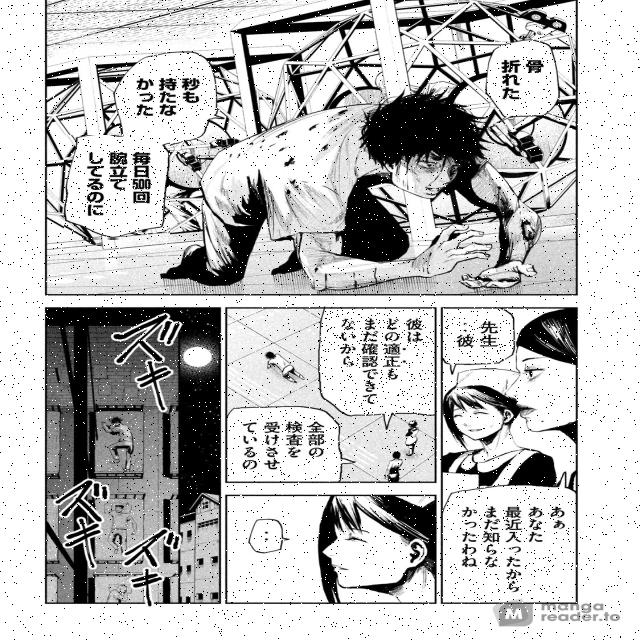 骨
折れた
秒も
持たな
かった
毎日500回
腕立て
してるのに
先生
彼…
彼は
どの適正も
まだ確認できて
ないから
全部の
検査を
受けさせ
ているの
あぁ
あなた
最近入ったから
まだ知らな
かったわね
…
ズキ
ズキ
ズキ
manga
reader.to